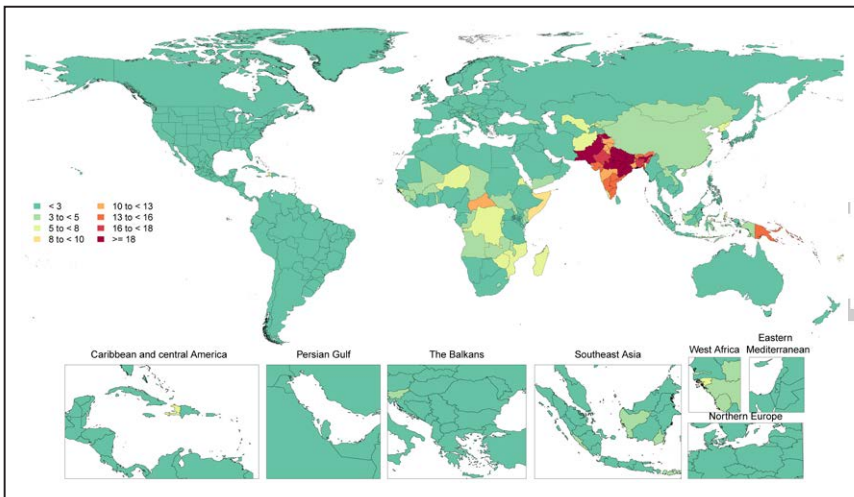 < 3
3 to < 5
5 to < 8
8 to < 10
10 to < 13
13 to < 16
16 to < 18
>= 18
Caribbean and central America
Persian Gulf
The Balkans
Southeast Asia
West Africa
Eastern
Mediterranean
Northern Europe